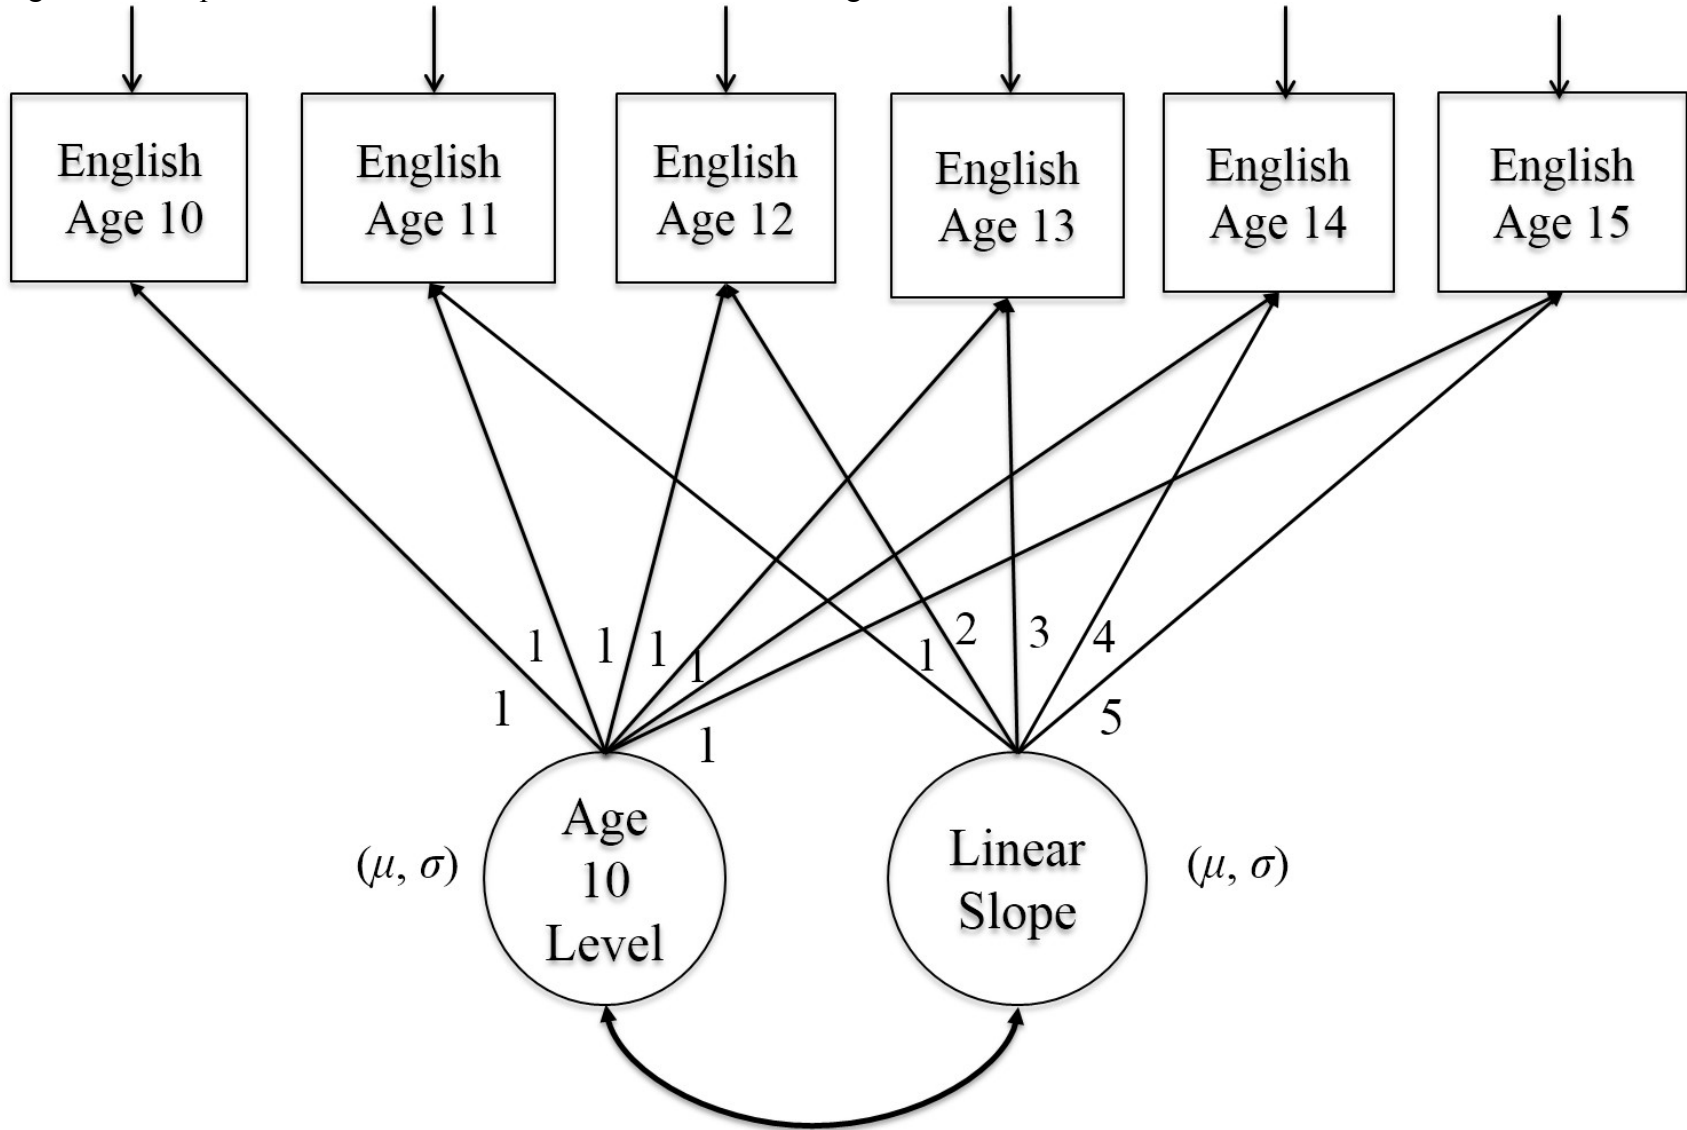 English
Age 10
English
Age 11
English
Age 12
English
Age 13
English
Age 14
English
Age 15
1
1
1
1
1
1
1
2
3
4
5
Age
10
Level
(μ, σ)
Linear
Slope
(μ, σ)